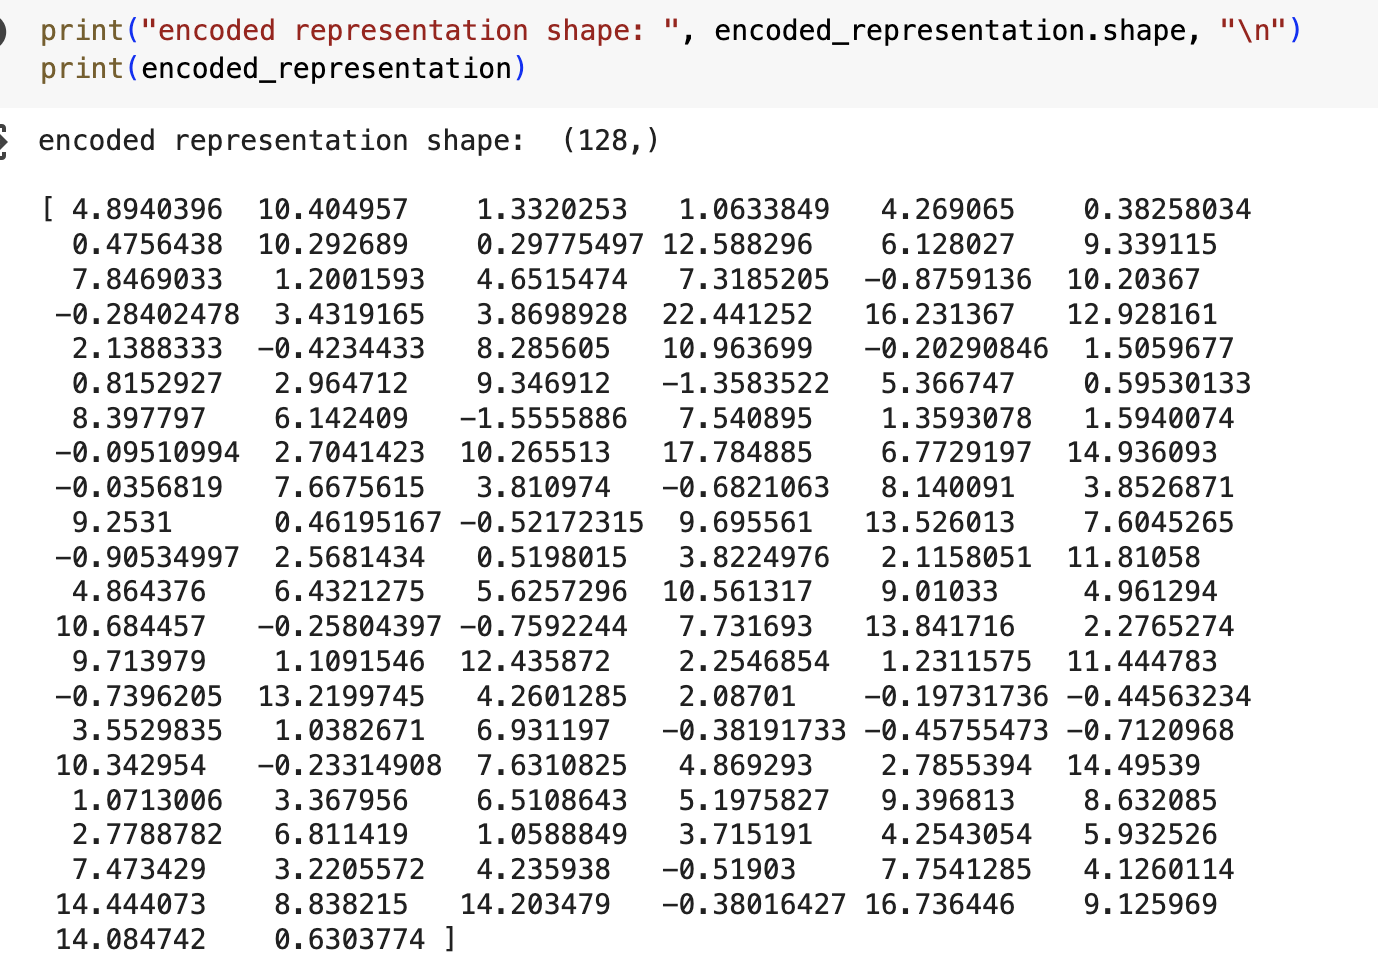 print("encoded representation shape: ", encoded_representation.shape, "\n")
print(encoded_representation)
encoded representation shape:  (128,)
[ 4.8940396  10.404957    1.3320253   1.0633849   4.269065    0.38258034
  0.4756438  10.292689    0.29775497 12.588296    6.128027    9.339115
  7.8469033   1.2001593   4.6515474   7.3185205  -0.8759136  10.20367
 -0.28402478  3.4319165   3.8698928  22.441252   16.231367   12.928161
  2.1388333  -0.4234433   8.285605   10.963699   -0.20290846  1.5059677
  0.8152927   2.964712    9.346912   -1.3583522   5.366747    0.59530133
  8.397797    6.142409   -1.5555886   7.540895    1.3593078   1.5940074
 -0.09510994  2.7041423  10.265513   17.784885    6.7729197  14.936093
 -0.0356819   7.6675615   3.810974   -0.6821063   8.140091    3.8526871
  9.2531      0.46195167 -0.52172315  9.695561   13.526013    7.6045265
 -0.90534997  2.5681434   0.5198015   3.8224976   2.1158051  11.81058
  4.864376    6.4321275   5.6257296  10.561317    9.01033     4.961294
 10.684457   -0.25804397 -0.7592244   7.731693   13.841716    2.2765274
  9.713979    1.1091546  12.435872    2.2546854   1.2311575  11.444783
 -0.7396205  13.2199745   4.2601285   2.08701    -0.19731736 -0.44563234
  3.5529835   1.0382671   6.931197   -0.38191733 -0.45755473 -0.7120968
 10.342954   -0.23314908  7.6310825   4.869293    2.7855394  14.49539
  1.0713006   3.367956    6.5108643   5.1975827   9.396813    8.632085
  2.7788782   6.811419    1.0588849   3.715191    4.2543054   5.932526
  7.473429    3.2205572   4.235938   -0.51903     7.7541285   4.1260114
 14.444073    8.838215   14.203479   -0.38016427 16.736446    9.125969
 14.084742    0.6303774 ]